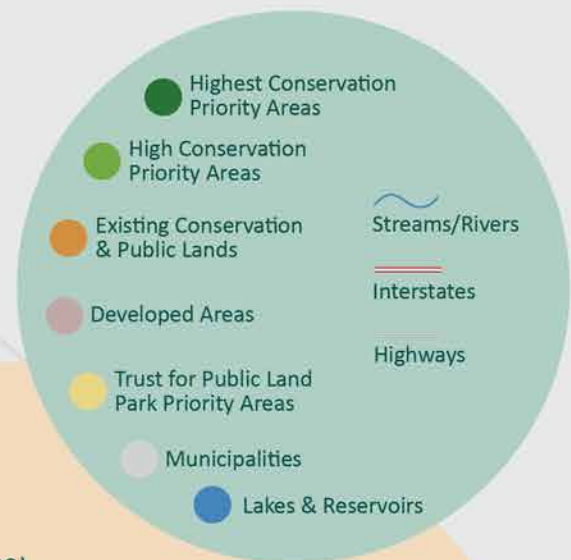 Highest Conservation
Priority Areas
High Conservation
Priority Areas
Existing Conservation
& Public Lands
Developed Areas
Trust for Public Land
Park Priority Areas
Municipalities
Lakes & Reservoirs
Streams/Rivers
Interstates
Highways